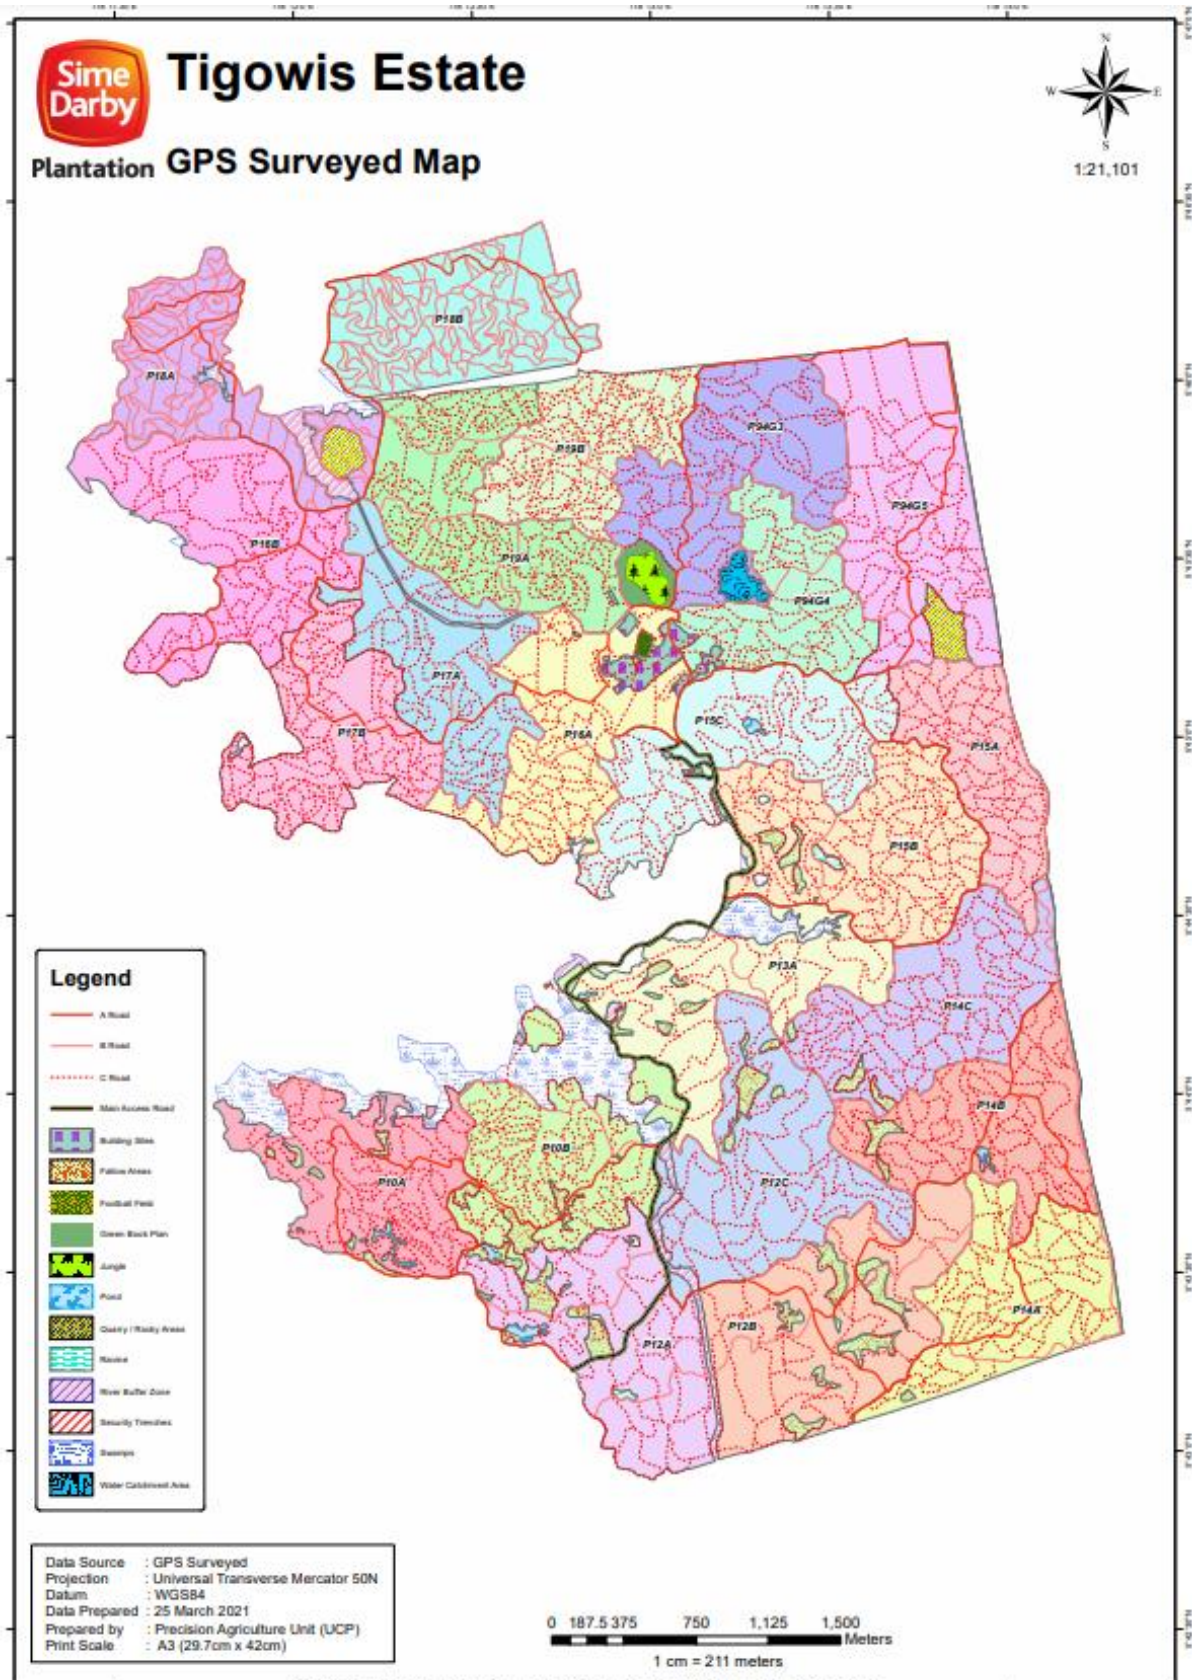 Sime
Darby
Plantation
Tigowis Estate
GPS Surveyed Map
N
W
E
S
1:21,101
P18B
P18A
P94G3
P19B
P94G5
P16B
P19A
P94G4
P17A
P15C
P17B
P16A
P15A
P15B
P13A
P14C
P14B
P10B
P10A
P12C
P14A
P12B
P12A
Legend
A Road
B Road
C Road
Main Access Road
Building Sites
Fallow Areas
Football Field
Green Book Plan
Jungle
Pond
Quarry / Rocky Areas
Ravine
River Buffer Zone
Security Trenches
Swamps
Water Catchment Area
Data Source : GPS Surveyed
Projection : Universal Transverse Mercator 50N
Datum : WGS84
Data Prepared : 25 March 2021
Prepared by : Precision Agriculture Unit (UCP)
Print Scale : A3 (29.7cm x 42cm)
0 187.5 375 750 1,125 1,500
Meters
1 cm = 211 meters